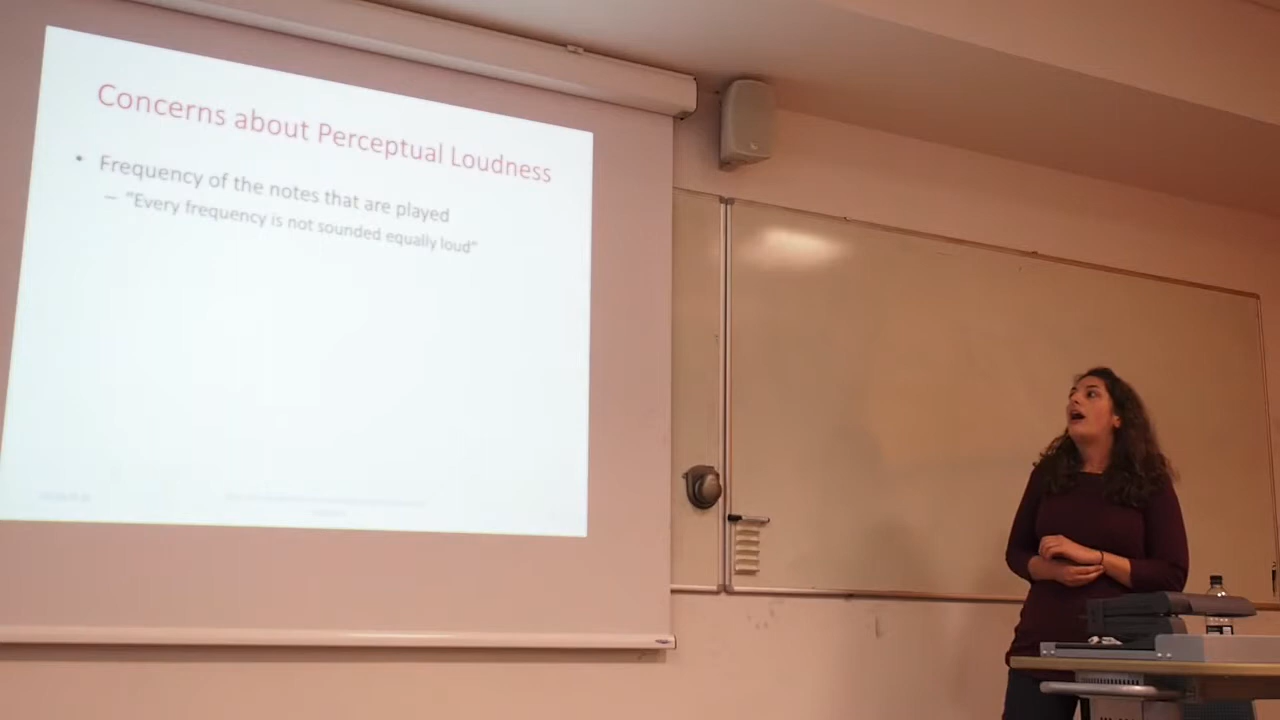 Concerns about Perceptual Loudness
• Frequency of the notes that are played
– "Every frequency is not sounded equally loud"